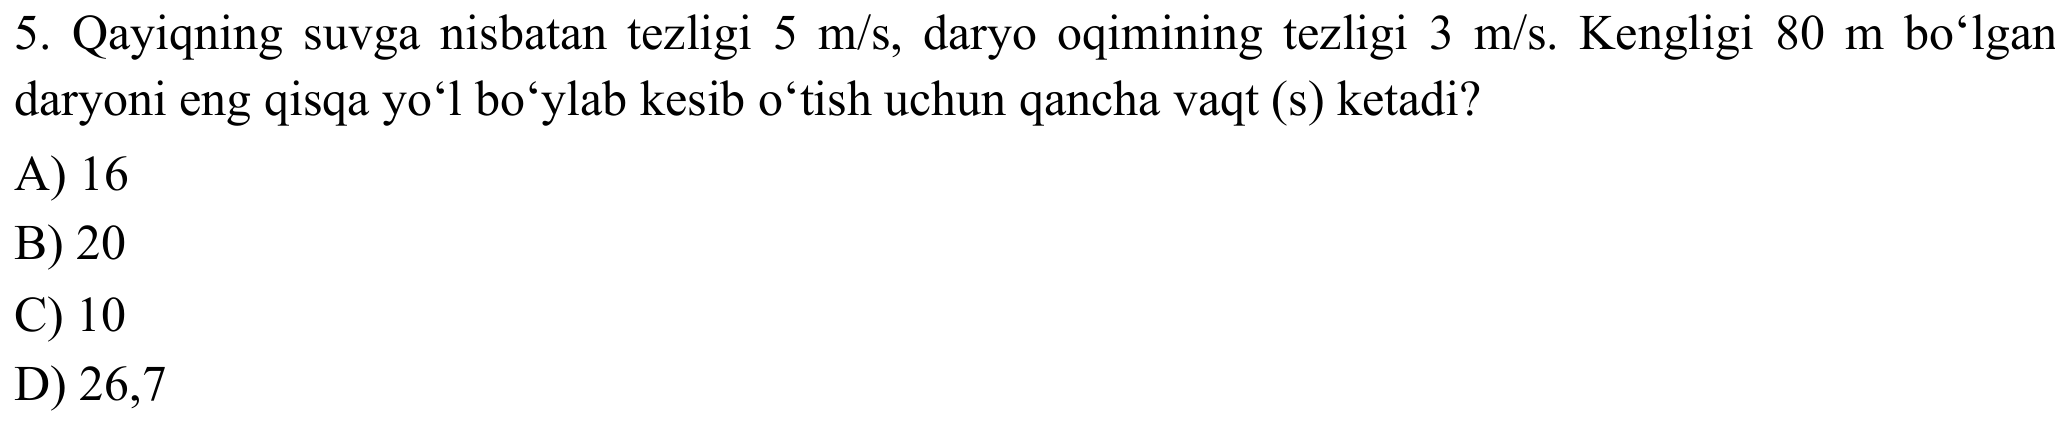 5. Qayiqning suvga nisbatan tezligi 5 m/s, daryo oqimining tezligi 3 m/s. Kengligi 80 m bo‘lgan
daryoni eng qisqa yo‘l bo‘ylab kesib o‘tish uchun qancha vaqt (s) ketadi?
A) 16
B) 20
C) 10
D) 26,7